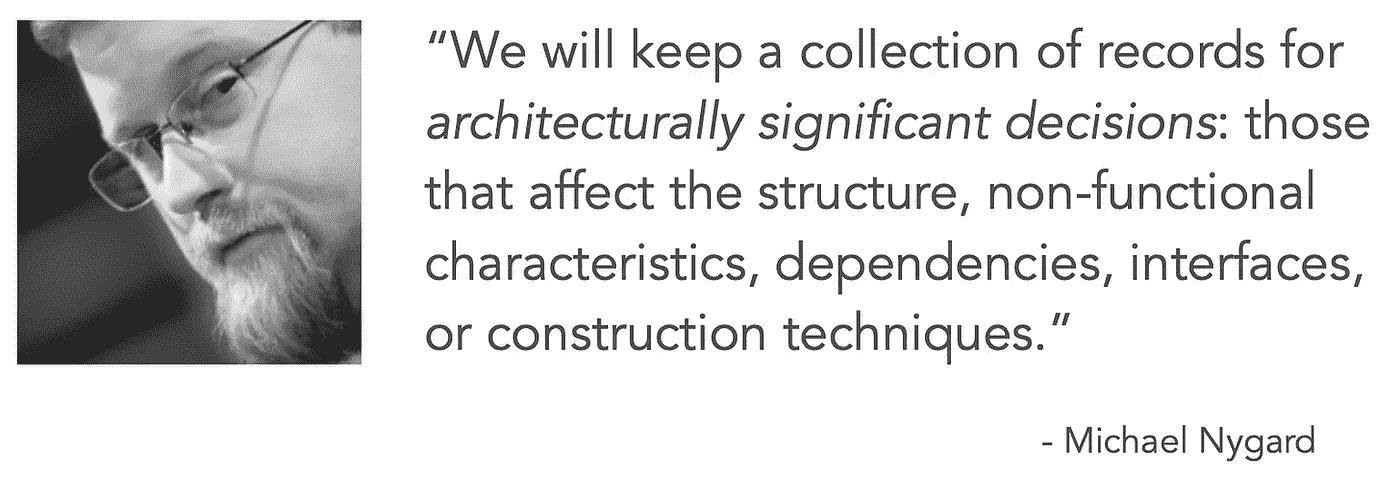 “We will keep a collection of records for
architecturally significant decisions: those
that affect the structure, non-functional
characteristics, dependencies, interfaces,
or construction techniques.”
- Michael Nygard